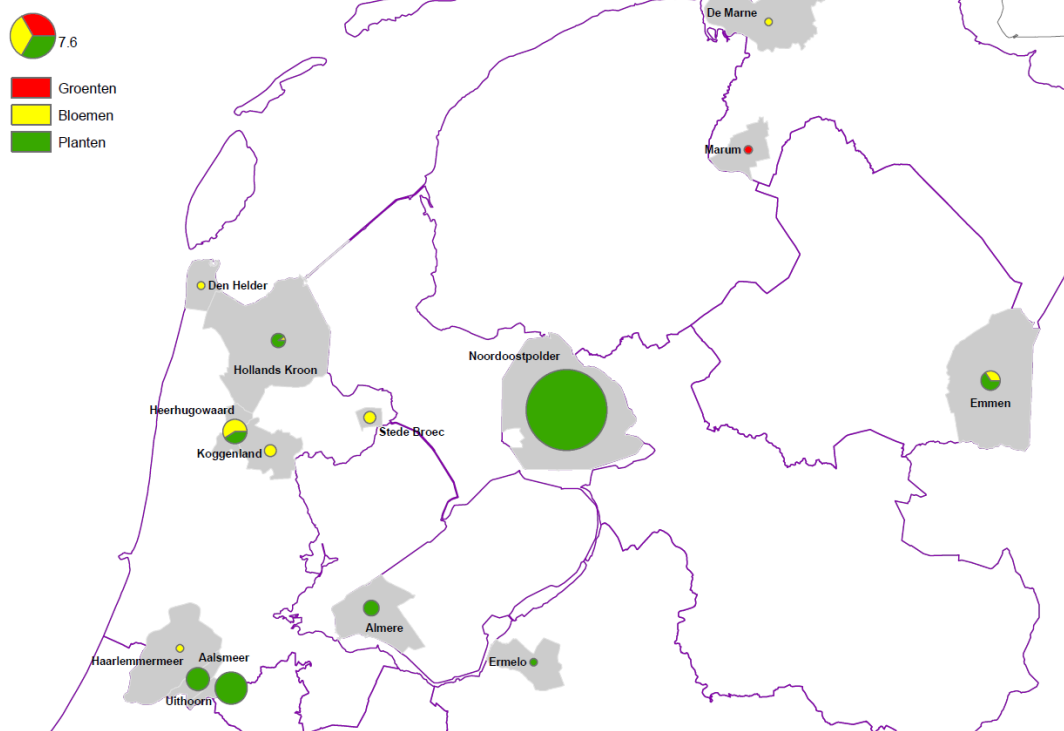 De Marne
7.6
Groenten
Bloemen
Planten
Marum
Den Helder
Noordoostpolder
Hollands Kroon
Emmen
Heerhugowaard
Stede Broec
Koggenland
Almere
Aalsmeer
Haarlemmermeer
Ermelo
Uithoorn